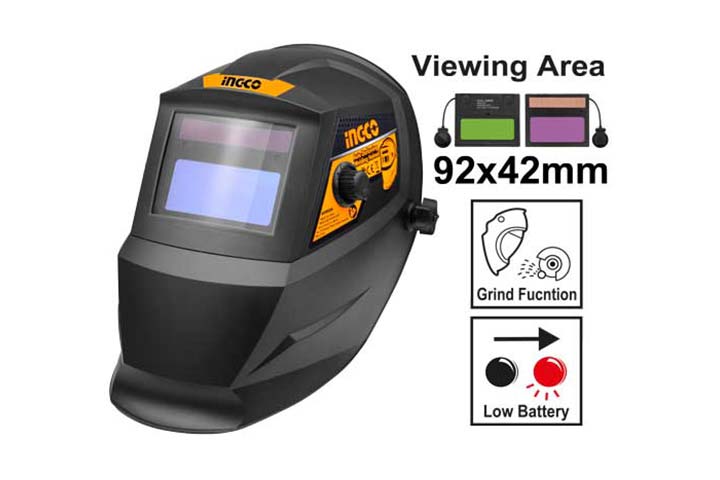 INGCO
INGCO
Viewing Area
92x42mm
Grind Fucntion
Low Battery